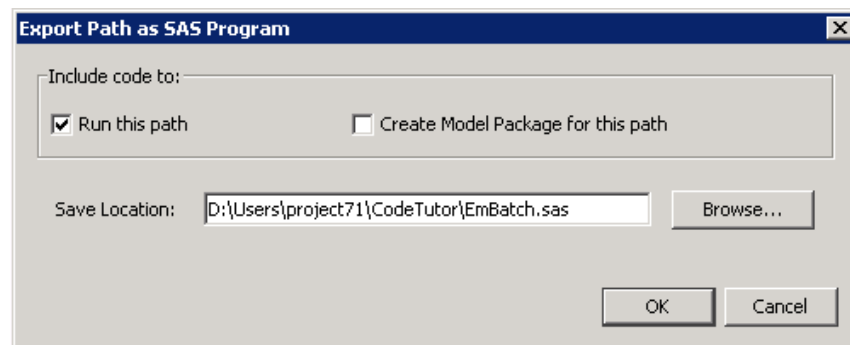 Export Path as SAS Program
Include code to:
Run this path
Create Model Package for this path
Save Location:
D:\Users\project71\CodeTutor\EmBatch.sas
Browse...
OK
Cancel